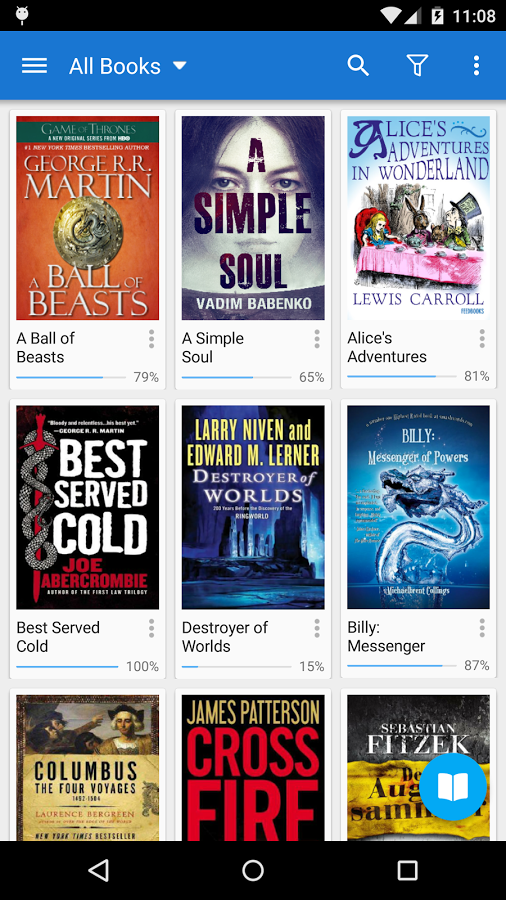 11:08
All Books
GAME OF THRONES
A NEW ORIGINAL SERIES FROM HBO
#1 NEW YORK TIMES BESTSELLING AUTHOR
GEORGE R.R.
MARTIN
A BALL OF
BEASTS
A Ball of
Beasts
79%
A
SIMPLE
SOUL
VADIM BABENKO
A Simple
Soul
65%
ALICE'S
ADVENTURES
IN WONDERLAND
LEWIS CARROLL
FEEDBOOKS
Alice's
Adventures
81%
"Bloody and relentless...his best yet."
—GEORGE R. R. MARTIN
BEST
SERVED
COLD
JOE
ABERCROMBIE
AUTHOR OF THE FIRST LAW TRILOGY
Best Served
Cold
100%
LARRY NIVEN and
EDWARD M. LERNER
DESTROYER of
WORLDS
200 Years Before the Discovery of the
RINGWORLD
Destroyer of
Worlds
15%
BILLY:
Messenger of Powers
Michaelbrent Collings
Billy:
Messenger
87%
COLUMBUS
THE FOUR VOYAGES
1492-1504
LAURENCE BERGREEN
NEW YORK TIMES BESTSELLER
JAMES PATTERSON
CROSS
FIRE
SEBASTIAN
FITZEK